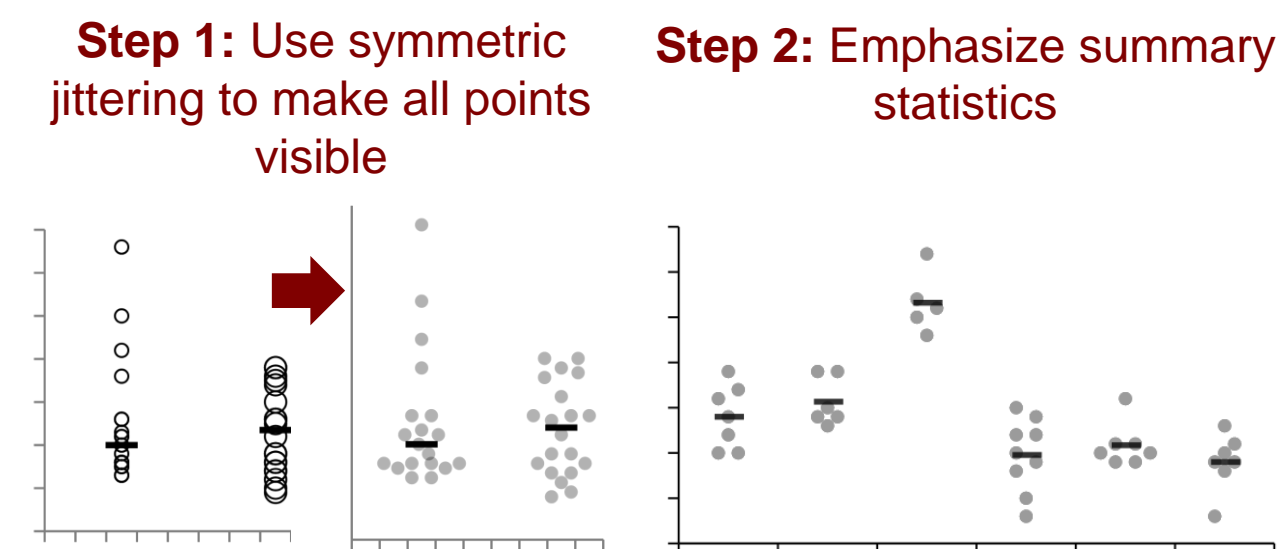 Step 1: Use symmetric
jittering to make all points
visible
Step 2: Emphasize summary
statistics